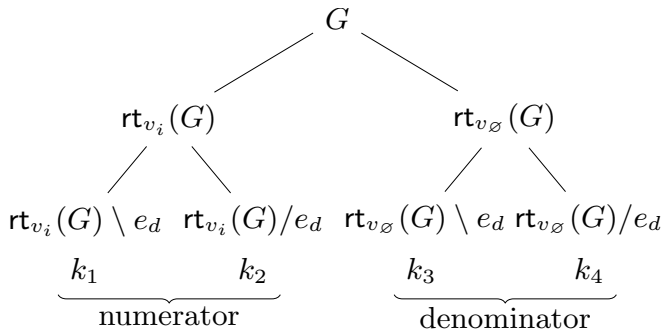 G
rt_{v_i}(G) rt_{v_∅}(G)
rt_{v_i}(G) \ e_d rt_{v_i}(G)/e_d rt_{v_∅}(G) \ e_d rt_{v_∅}(G)/e_d
k_1 k_2 k_3 k_4
numerator denominator